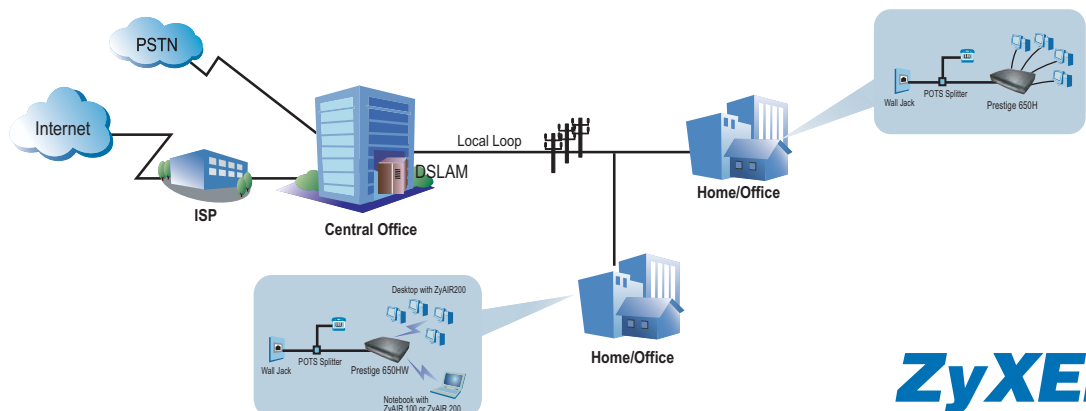 PSTN
Internet
ISP
Central Office
DSLAM
Local Loop
Home/Office
Wall Jack
POTS Splitter
Prestige 650H
Home/Office
Desktop with ZyAIR200
Wall Jack
POTS Splitter
Prestige 650HW
Notebook with
ZyAIR 100 or ZyAIR 200
ZyXE